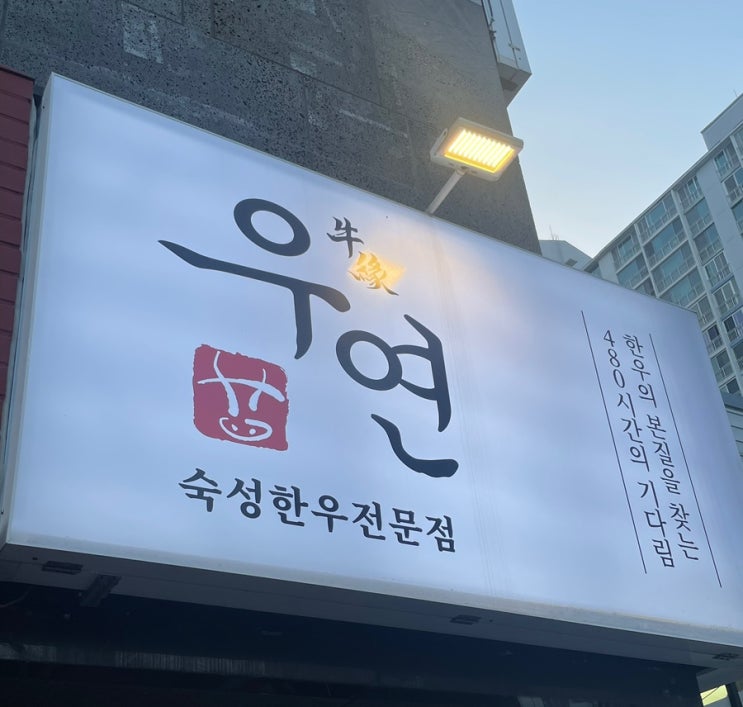 우연
牛緣
숙성한우전문점
한우의 본질을 찾는
480시간의 기다림